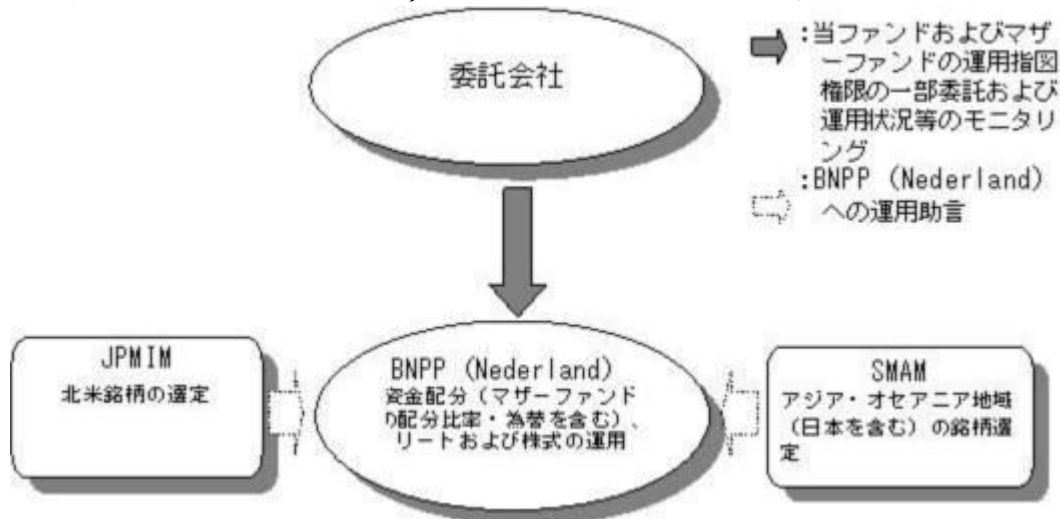 委託会社
:当ファンドおよびマザ
ーファンドの運用指図
権限の一部委託および
運用状況等のモニタリ
ング
:BNPP (Nederland)
への運用助言
JPMIM
北米銘柄の選定
BNPP (Nederland)
資金配分（マザーファンド
の配分比率・為替を含む）、
リートおよび株式の運用
SMAM
アジア・オセアニア地域
（日本を含む）の銘柄選
定